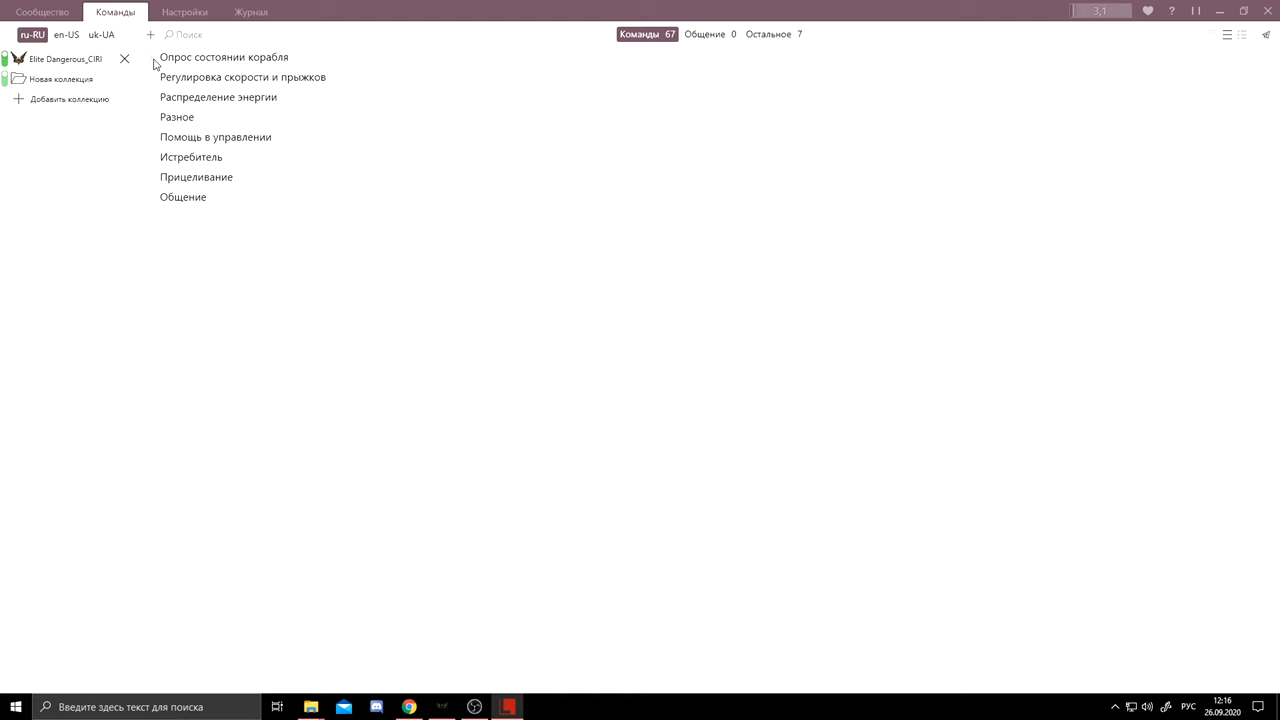 Сообщество Команды Настройки Журнал 3,1
ru-RU en-US uk-UA Поиск Команды 67 Общение 0 Остальное 7
Elite Dangerous_CIRI
Новая коллекция
Добавить коллекцию
Опрос состоянии корабля
Регулировка скорости и прыжков
Распределение энергии
Разное
Помощь в управлении
Истребитель
Прицеливание
Общение
Введите здесь текст для поиска
РУС
12:16
26.09.2020